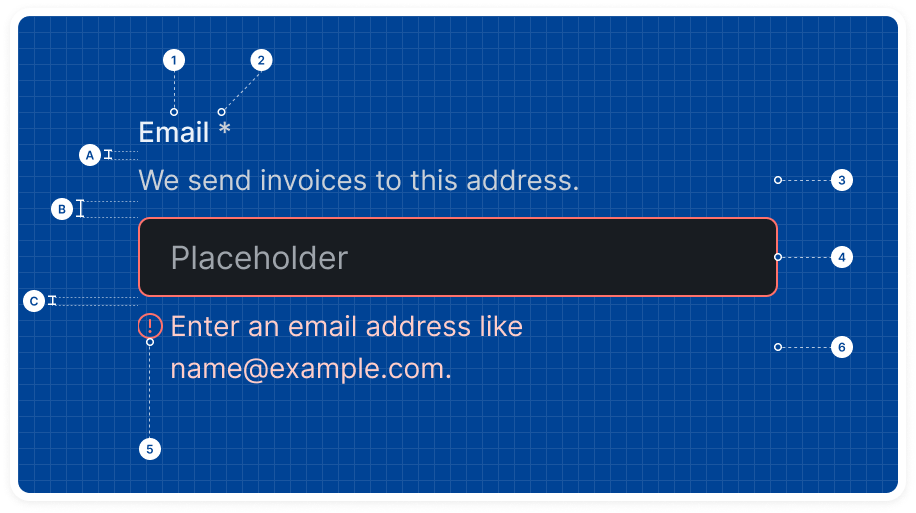 1 2
Email *
A
We send invoices to this address. 3
B
Placeholder 4
C
Enter an email address like
6
name@example.com.
5